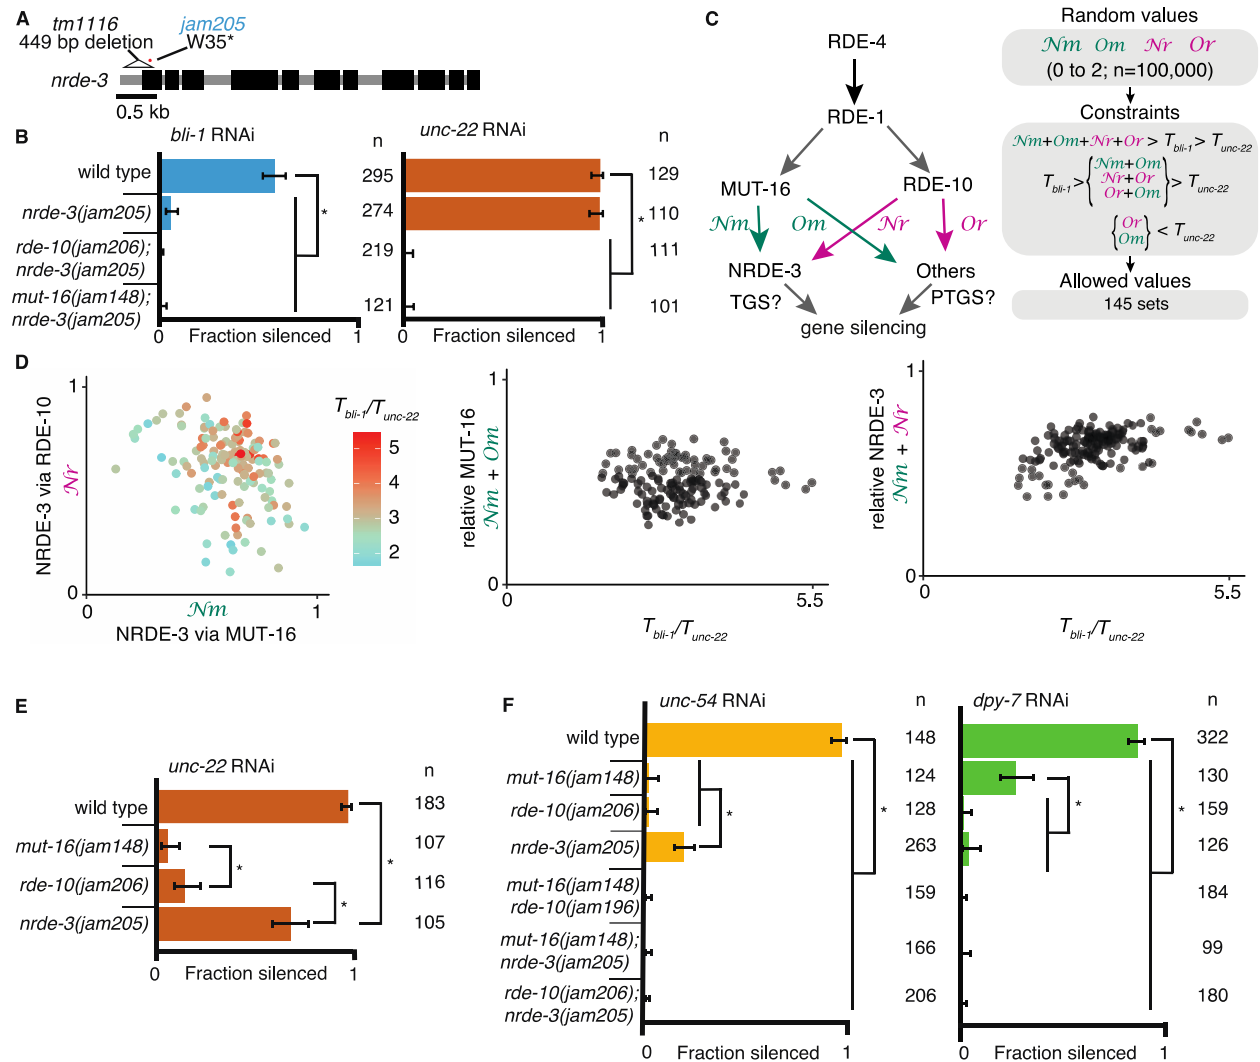 A
tm1116
449 bp deletion
jam205
W35*
nrde-3
0.5 kb
B
bli-1 RNAi
n
unc-22 RNAi
n
wild type
295
129
nrde-3(jam205)
274
110
*
*
rde-10(jam206);
nrde-3(jam205)
219
111
mut-16(jam148);
nrde-3(jam205)
121
101
0
Fraction silenced
1
0
Fraction silenced
1
C
RDE-4
RDE-1
MUT-16
RDE-10
Nm
Om
Nr
Or
NRDE-3
Others
TGS?
PTGS?
gene silencing
Random values
Nm Om Nr Or
(0 to 2; n=100,000)
Constraints
Nm+Om+Nr+Or > Tbli-1 > Tunc-22
Tbli-1 > {Nm+Om
Nr+Or
Or+Om} > Tunc-22
{Or
Om} < Tunc-22
Allowed values
145 sets
D
1
NRDE-3 via RDE-10
Nr
0
0
Nm
1
NRDE-3 via MUT-16
Tbli-1/Tunc-22
5
4
3
2
1
relative MUT-16
Nm + Om
0
0
5.5
Tbli-1/Tunc-22
1
relative NRDE-3
Nm + Nr
0
0
5.5
Tbli-1/Tunc-22
E
unc-22 RNAi
n
wild type
183
mut-16(jam148)
107
*
*
rde-10(jam206)
116
*
nrde-3(jam205)
105
0
Fraction silenced
1
F
unc-54 RNAi
n
dpy-7 RNAi
n
wild type
148
322
mut-16(jam148)
124
130
rde-10(jam206)
*
*
128
*
*
159
nrde-3(jam205)
263
126
mut-16(jam148)
rde-10(jam196)
159
184
mut-16(jam148);
nrde-3(jam205)
166
99
rde-10(jam206);
nrde-3(jam205)
206
180
0
Fraction silenced
1
0
Fraction silenced
1